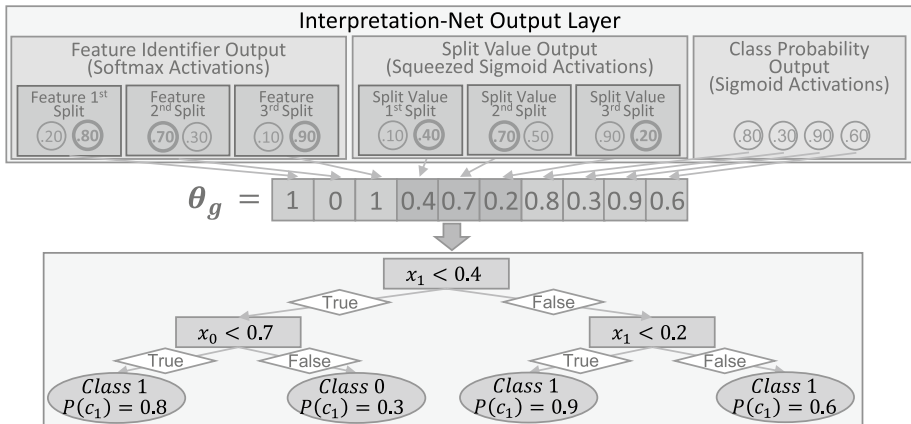 Interpretation-Net Output Layer
Feature Identifier Output
(Softmax Activations)
Feature 1st
Split
.20 .80
Feature
2nd Split
.70 .30
Feature
3rd Split
.10 .90
Split Value Output
(Squeezed Sigmoid Activations)
Split Value
1st Split
.10 .40
Split Value
2nd Split
.70 .50
Split Value
3rd Split
.90 .20
Class Probability
Output
(Sigmoid Activations)
.80 .30 .90 .60
θg = 1 0 1 0.4 0.7 0.2 0.8 0.3 0.9 0.6
x1 < 0.4
True False
x0 < 0.7 x1 < 0.2
True False True False
Class 1 Class 0 Class 1 Class 1
P(c1) = 0.8 P(c1) = 0.3 P(c1) = 0.9 P(c1) = 0.6